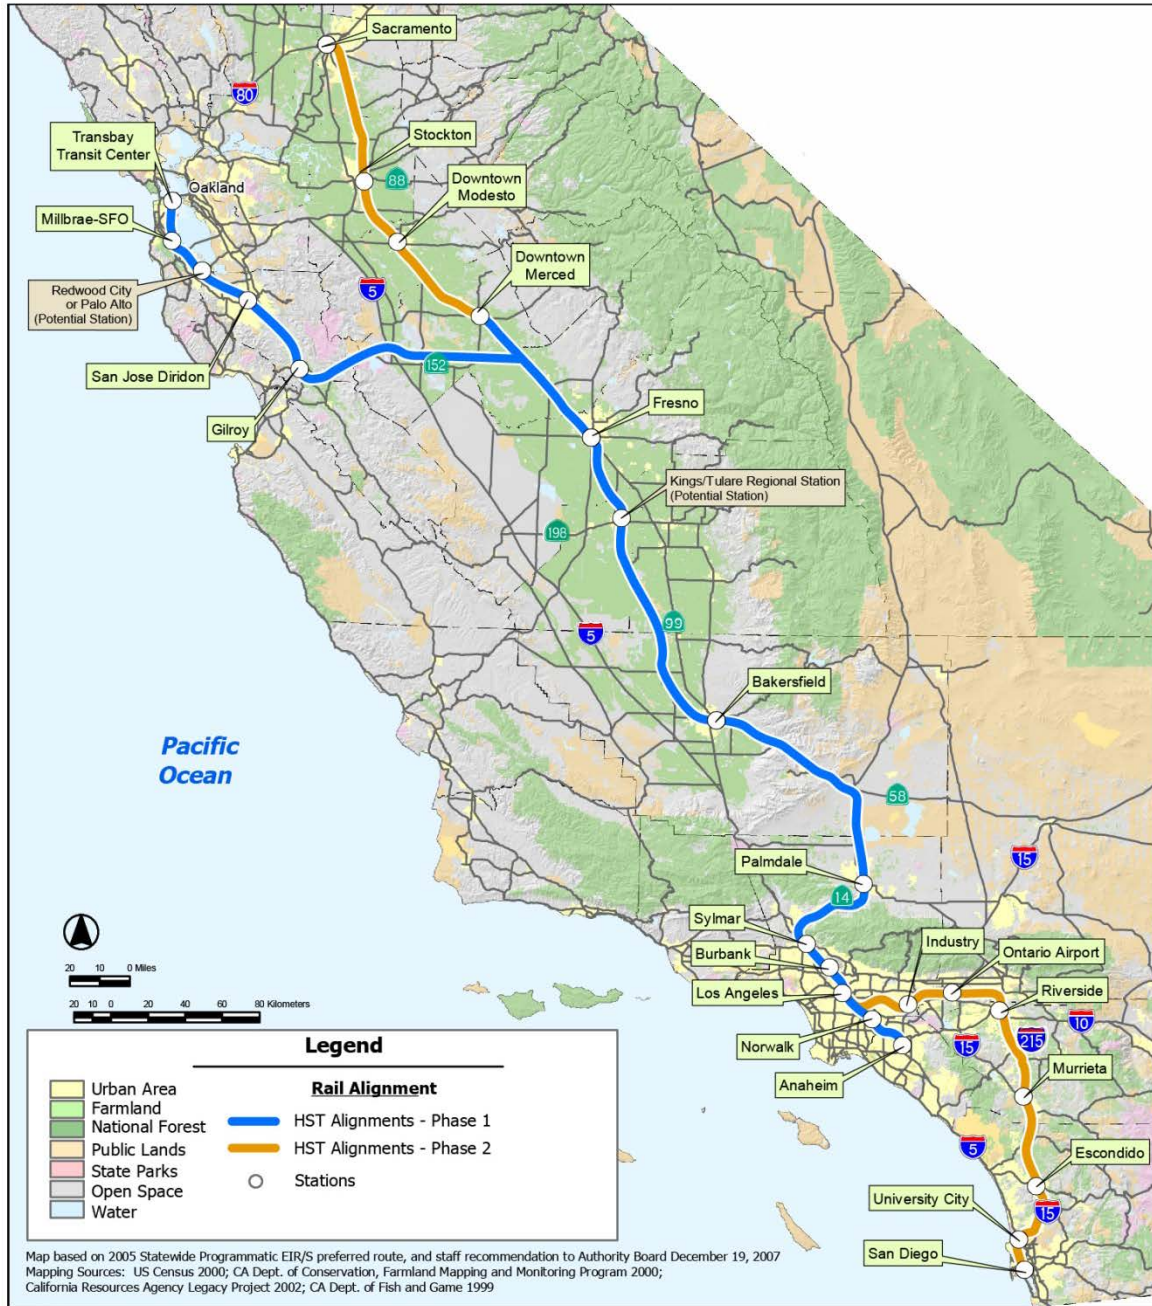 Sacramento
80
Transbay
Transit Center
Stockton
Oakland
88
Downtown
Modesto
Millbrae-SFO
Downtown
Merced
Redwood City
or Palo Alto
(Potential Station)
5
152
San Jose Diridon
Gilroy
Fresno
Kings/Tulare Regional Station
(Potential Station)
198
99
5
Bakersfield
Pacific
Ocean
58
15
Palmdale
14
Sylmar
Industry
Ontario Airport
Burbank
Los Angeles
Riverside
10
215
15
Norwalk
Murrieta
Anaheim
5
Escondido
University City
15
San Diego
20 10 0 Miles
20 10 0 20 40 60 80 Kilometers
Legend
Rail Alignment
Urban Area
Farmland
National Forest
Public Lands
State Parks
Open Space
Water
HST Alignments - Phase 1
HST Alignments - Phase 2
Stations
Map based on 2005 Statewide Programmatic EIR/S preferred route, and staff recommendation to Authority Board December 19, 2007
Mapping Sources: US Census 2000; CA Dept. of Conservation, Farmland Mapping and Monitoring Program 2000;
California Resources Agency Legacy Project 2002; CA Dept. of Fish and Game 1999